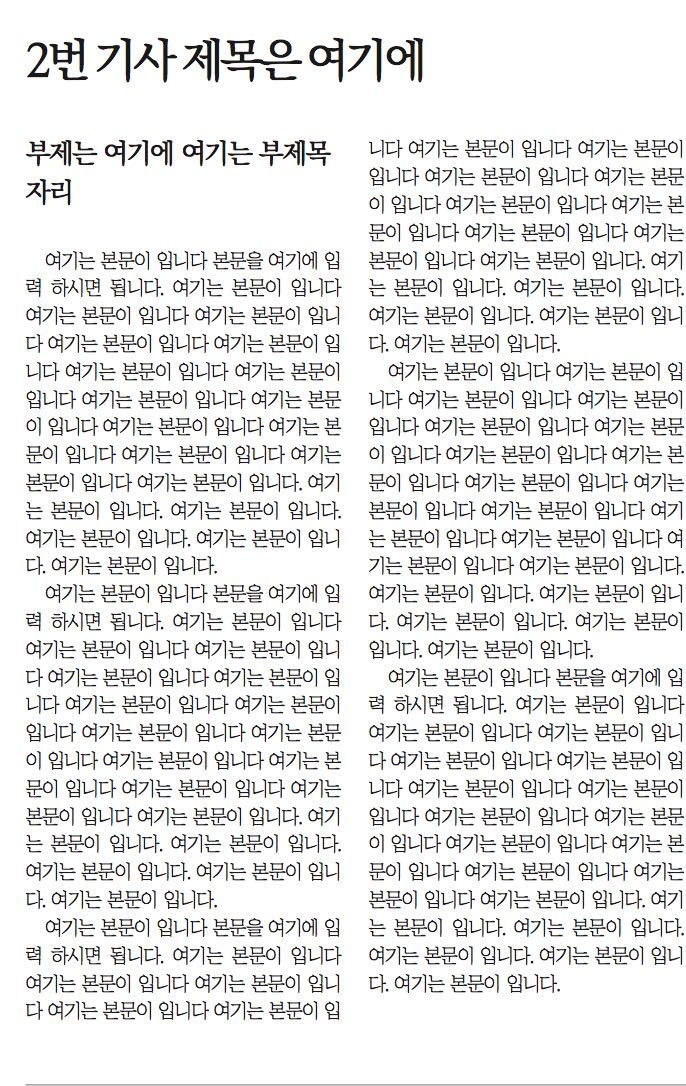 2번 기사 제목은 여기에
부제는 여기에 여기는 부제목
자리
여기는 본문이 입니다 본문을 여기에 입
력 하시면 됩니다. 여기는 본문이 입니다
여기는 본문이 입니다 여기는 본문이 입니
다 여기는 본문이 입니다 여기는 본문이 입
니다 여기는 본문이 입니다 여기는 본문이
입니다 여기는 본문이 입니다 여기는 본문
이 입니다 여기는 본문이 입니다 여기는 본
문이 입니다 여기는 본문이 입니다 여기는
본문이 입니다 여기는 본문이 입니다. 여기
는 본문이 입니다. 여기는 본문이 입니다.
여기는 본문이 입니다. 여기는 본문이 입니
다. 여기는 본문이 입니다.
여기는 본문이 입니다 본문을 여기에 입
력 하시면 됩니다. 여기는 본문이 입니다
여기는 본문이 입니다 여기는 본문이 입니
다 여기는 본문이 입니다 여기는 본문이 입
니다 여기는 본문이 입니다 여기는 본문이
입니다 여기는 본문이 입니다 여기는 본문
이 입니다 여기는 본문이 입니다 여기는 본
문이 입니다 여기는 본문이 입니다 여기는
본문이 입니다 여기는 본문이 입니다. 여기
는 본문이 입니다. 여기는 본문이 입니다.
여기는 본문이 입니다. 여기는 본문이 입니
다. 여기는 본문이 입니다.
여기는 본문이 입니다 본문을 여기에 입
력 하시면 됩니다. 여기는 본문이 입니다
여기는 본문이 입니다 여기는 본문이 입니
다 여기는 본문이 입니다 여기는 본문이 입
니다 여기는 본문이 입니다 여기는 본문이
입니다 여기는 본문이 입니다 여기는 본문
이 입니다 여기는 본문이 입니다 여기는 본
문이 입니다 여기는 본문이 입니다 여기는
본문이 입니다 여기는 본문이 입니다. 여기
는 본문이 입니다. 여기는 본문이 입니다.
여기는 본문이 입니다. 여기는 본문이 입니
다. 여기는 본문이 입니다.
여기는 본문이 입니다 여기는 본문이 입
니다 여기는 본문이 입니다 여기는 본문이
입니다 여기는 본문이 입니다 여기는 본문
이 입니다 여기는 본문이 입니다 여기는 본
문이 입니다 여기는 본문이 입니다 여기는
본문이 입니다 여기는 본문이 입니다 여기
는 본문이 입니다 여기는 본문이 입니다 여
기는 본문이 입니다 여기는 본문이 입니다.
여기는 본문이 입니다. 여기는 본문이 입니
다. 여기는 본문이 입니다. 여기는 본문이
입니다. 여기는 본문이 입니다.
여기는 본문이 입니다 본문을 여기에 입
력 하시면 됩니다. 여기는 본문이 입니다
여기는 본문이 입니다 여기는 본문이 입니
다 여기는 본문이 입니다 여기는 본문이 입
니다 여기는 본문이 입니다 여기는 본문이
입니다 여기는 본문이 입니다 여기는 본문
이 입니다 여기는 본문이 입니다 여기는 본
문이 입니다 여기는 본문이 입니다 여기는
본문이 입니다 여기는 본문이 입니다. 여기
는 본문이 입니다. 여기는 본문이 입니다.
여기는 본문이 입니다. 여기는 본문이 입니
다. 여기는 본문이 입니다.